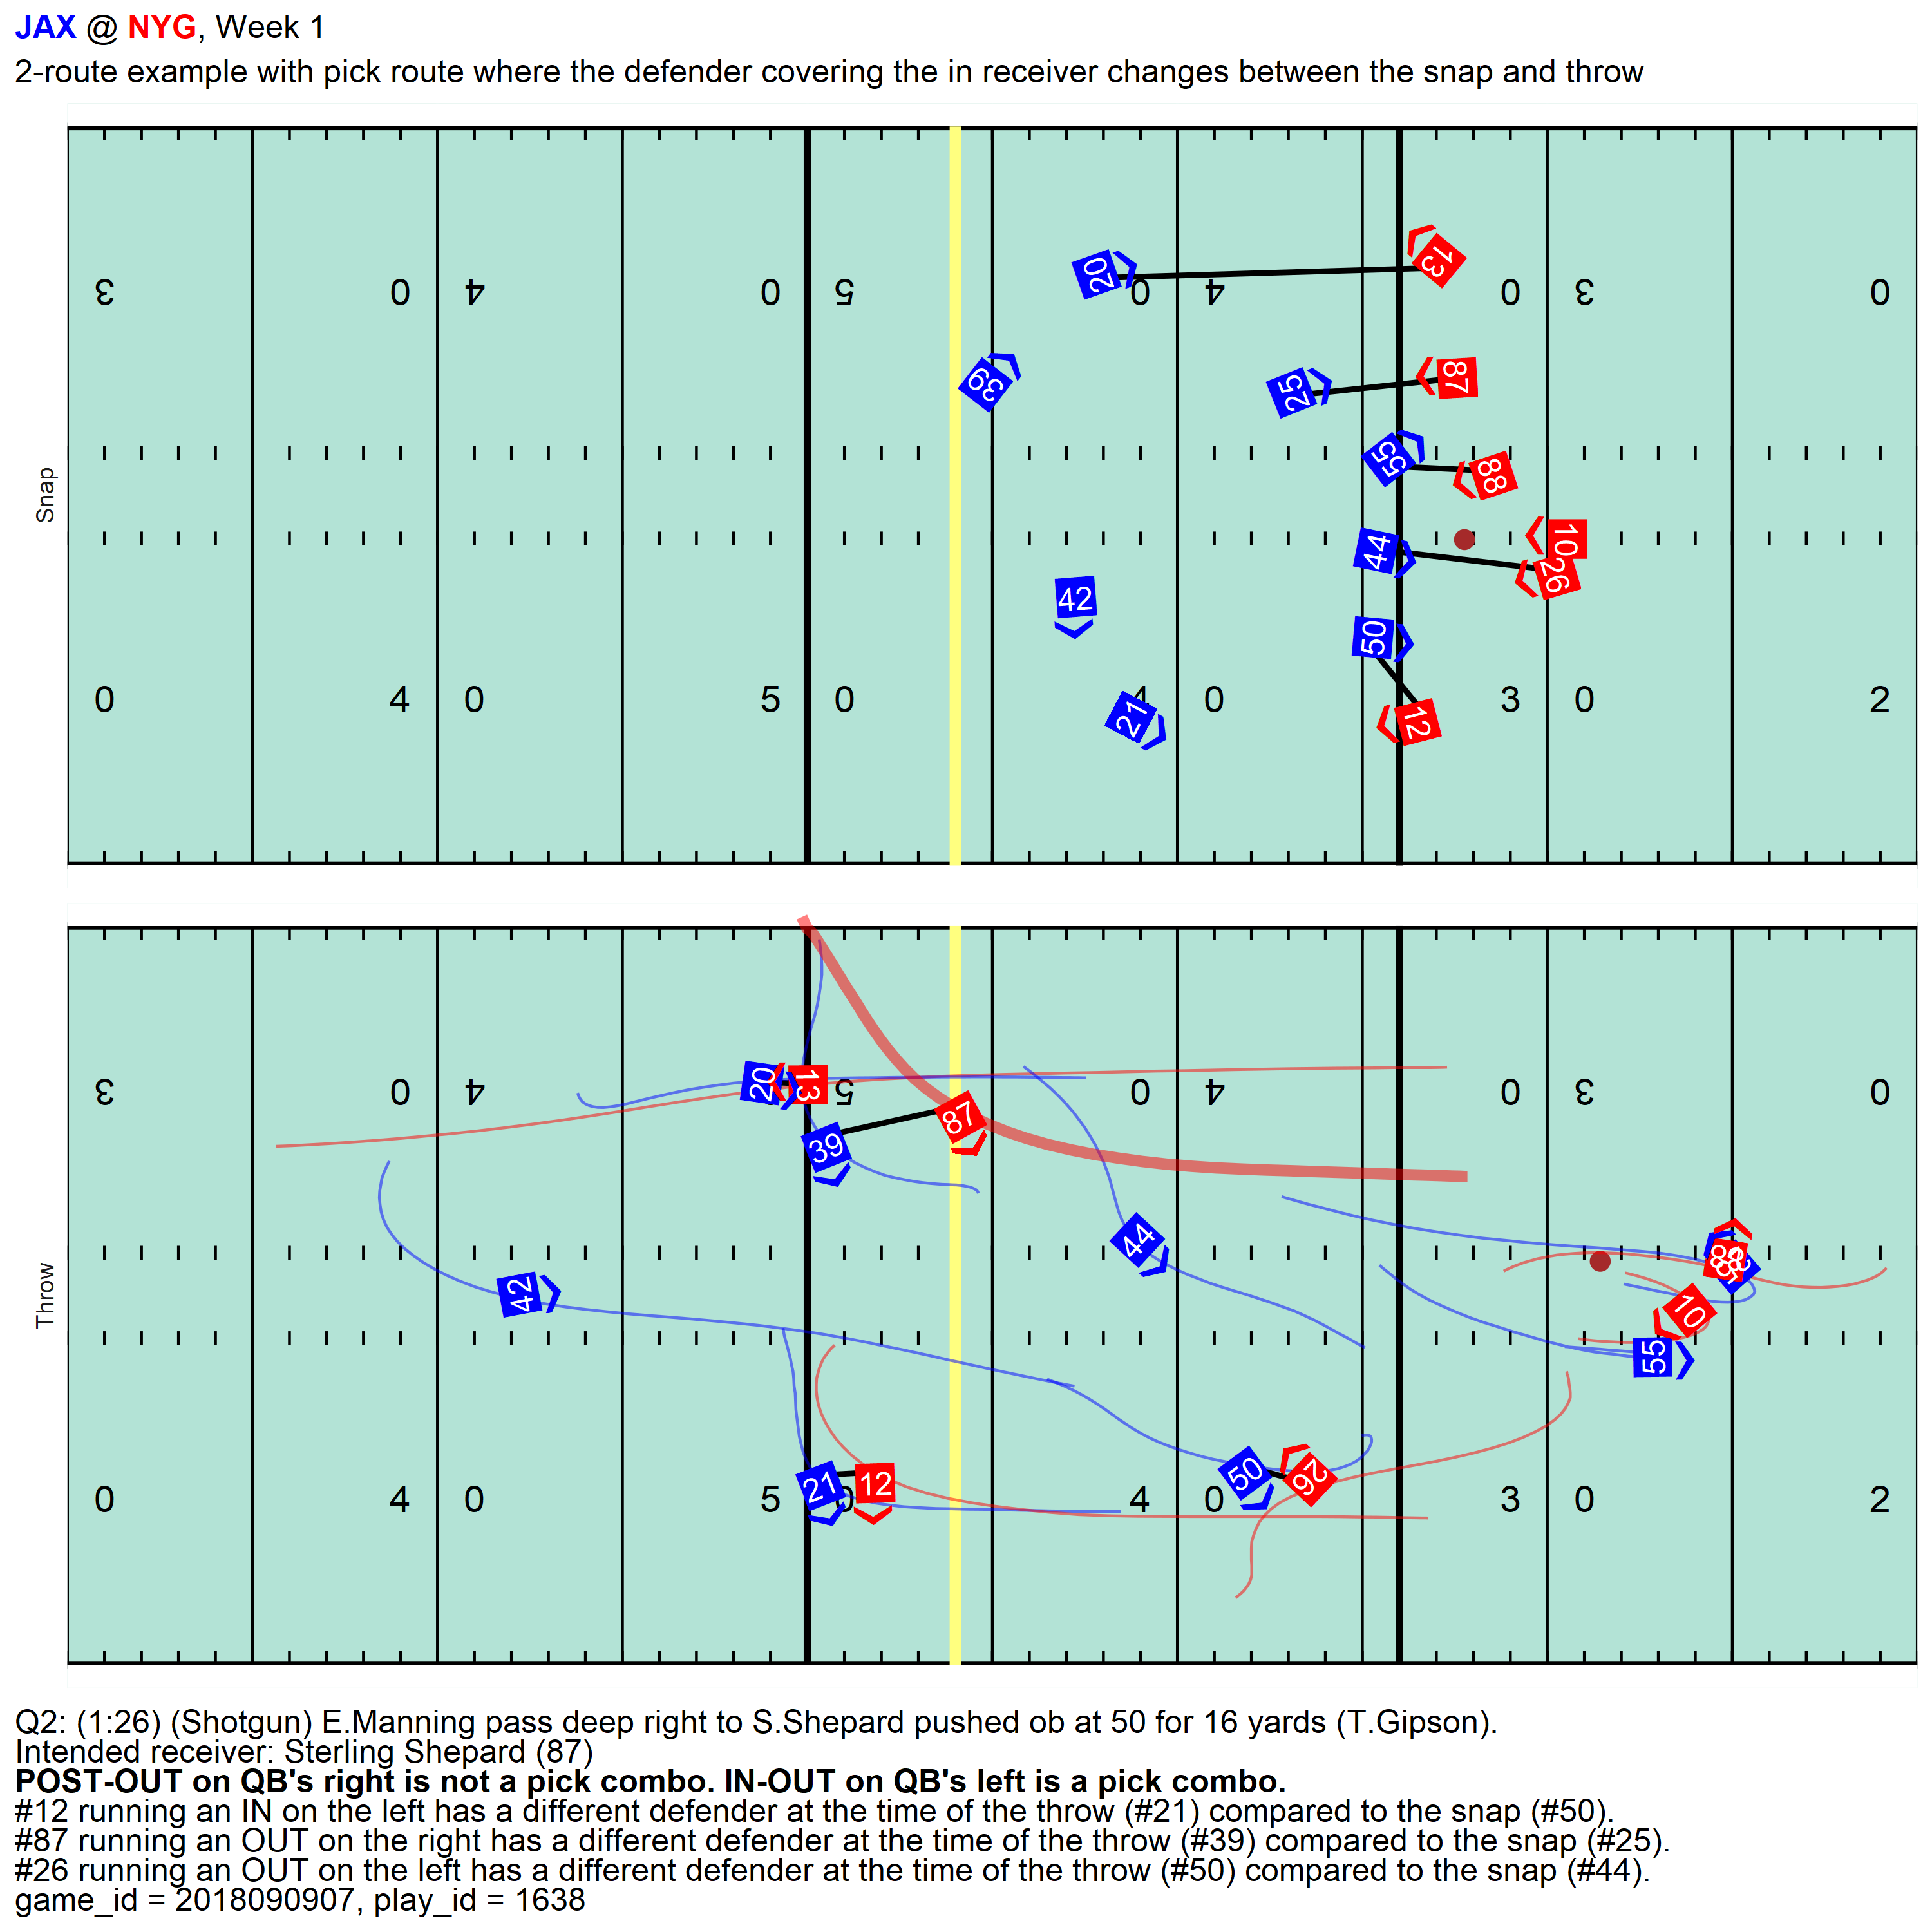 JAX @ NYG, Week 1
2-route example with pick route where the defender covering the in receiver changes between the snap and throw
Snap
13
20
3 0 4 0 5 0 4 0 3 0
87
39 25
55 88
10
44 26
42
50
0 4 0 5 0 4 0 3 0 2
21 12
Throw
20 13
3 0 4 0 5 0 4 0 3 0
87
39
44
88
42
10
55
50 26
21 12
0 4 0 5 0 4 0 3 0 2
Q2: (1:26) (Shotgun) E.Manning pass deep right to S.Shepard pushed ob at 50 for 16 yards (T.Gipson).
Intended receiver: Sterling Shepard (87)
POST-OUT on QB's right is not a pick combo. IN-OUT on QB's left is a pick combo.
#12 running an IN on the left has a different defender at the time of the throw (#21) compared to the snap (#50).
#87 running an OUT on the right has a different defender at the time of the throw (#39) compared to the snap (#25).
#26 running an OUT on the left has a different defender at the time of the throw (#50) compared to the snap (#44).
game_id = 2018090907, play_id = 1638